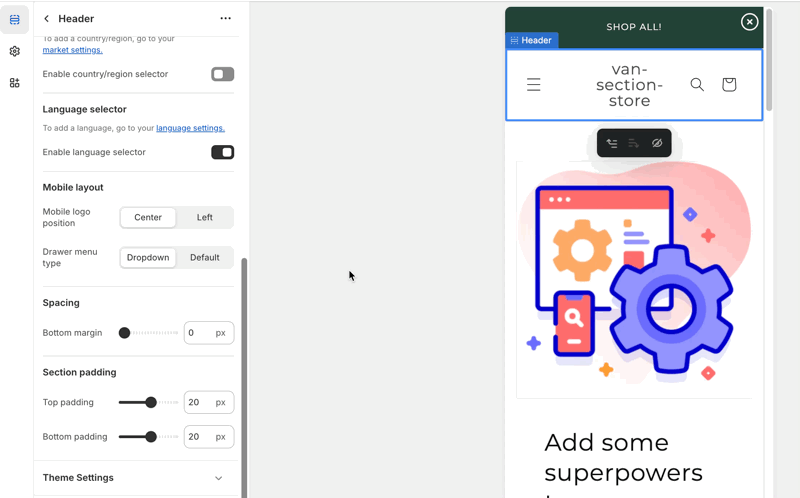 Header
To add a country/region, go to your
market settings.
Enable country/region selector
Language selector
To add a language, go to your language settings.
Enable language selector
Mobile layout
Mobile logo
position
Center
Left
Drawer menu
type
Dropdown
Default
Spacing
Bottom margin
0 px
Section padding
Top padding
20 px
Bottom padding
20 px
Theme Settings
SHOP ALL!
Header
van-
section-
store
Add some
superpowers